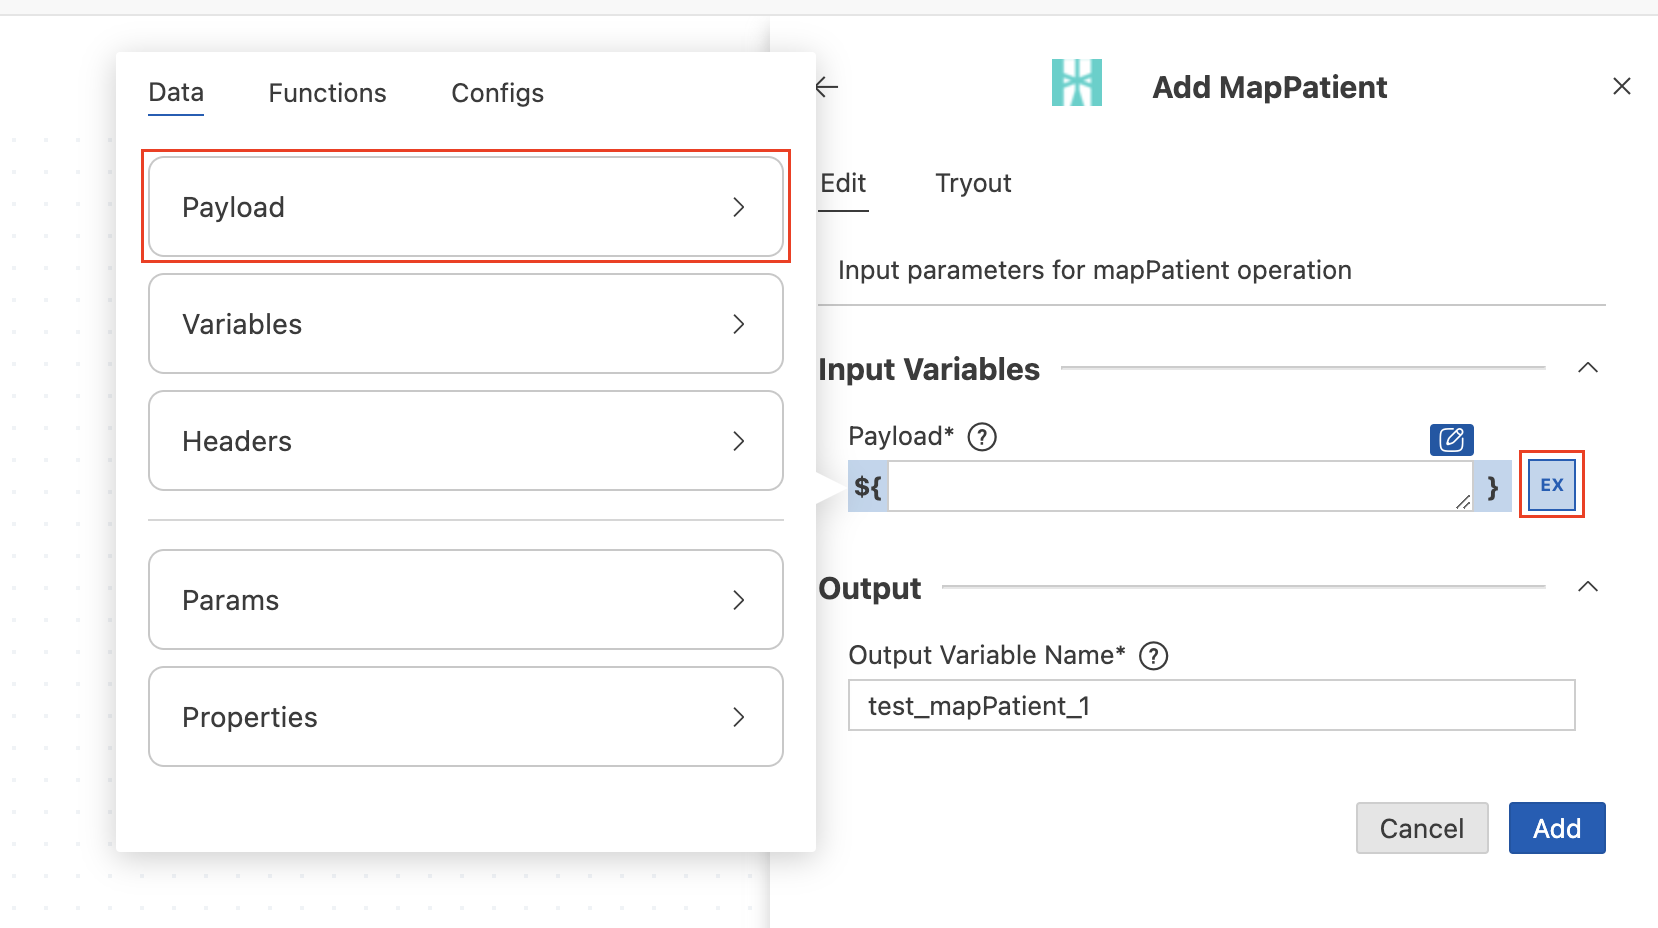 Data Functions Configs
Payload
Variables
Headers
Params
Properties
Add MapPatient
Edit Tryout
Input parameters for mapPatient operation
Input Variables
Payload* ?
${ } EX
Output
Output Variable Name* ?
test_mapPatient_1
Cancel Add